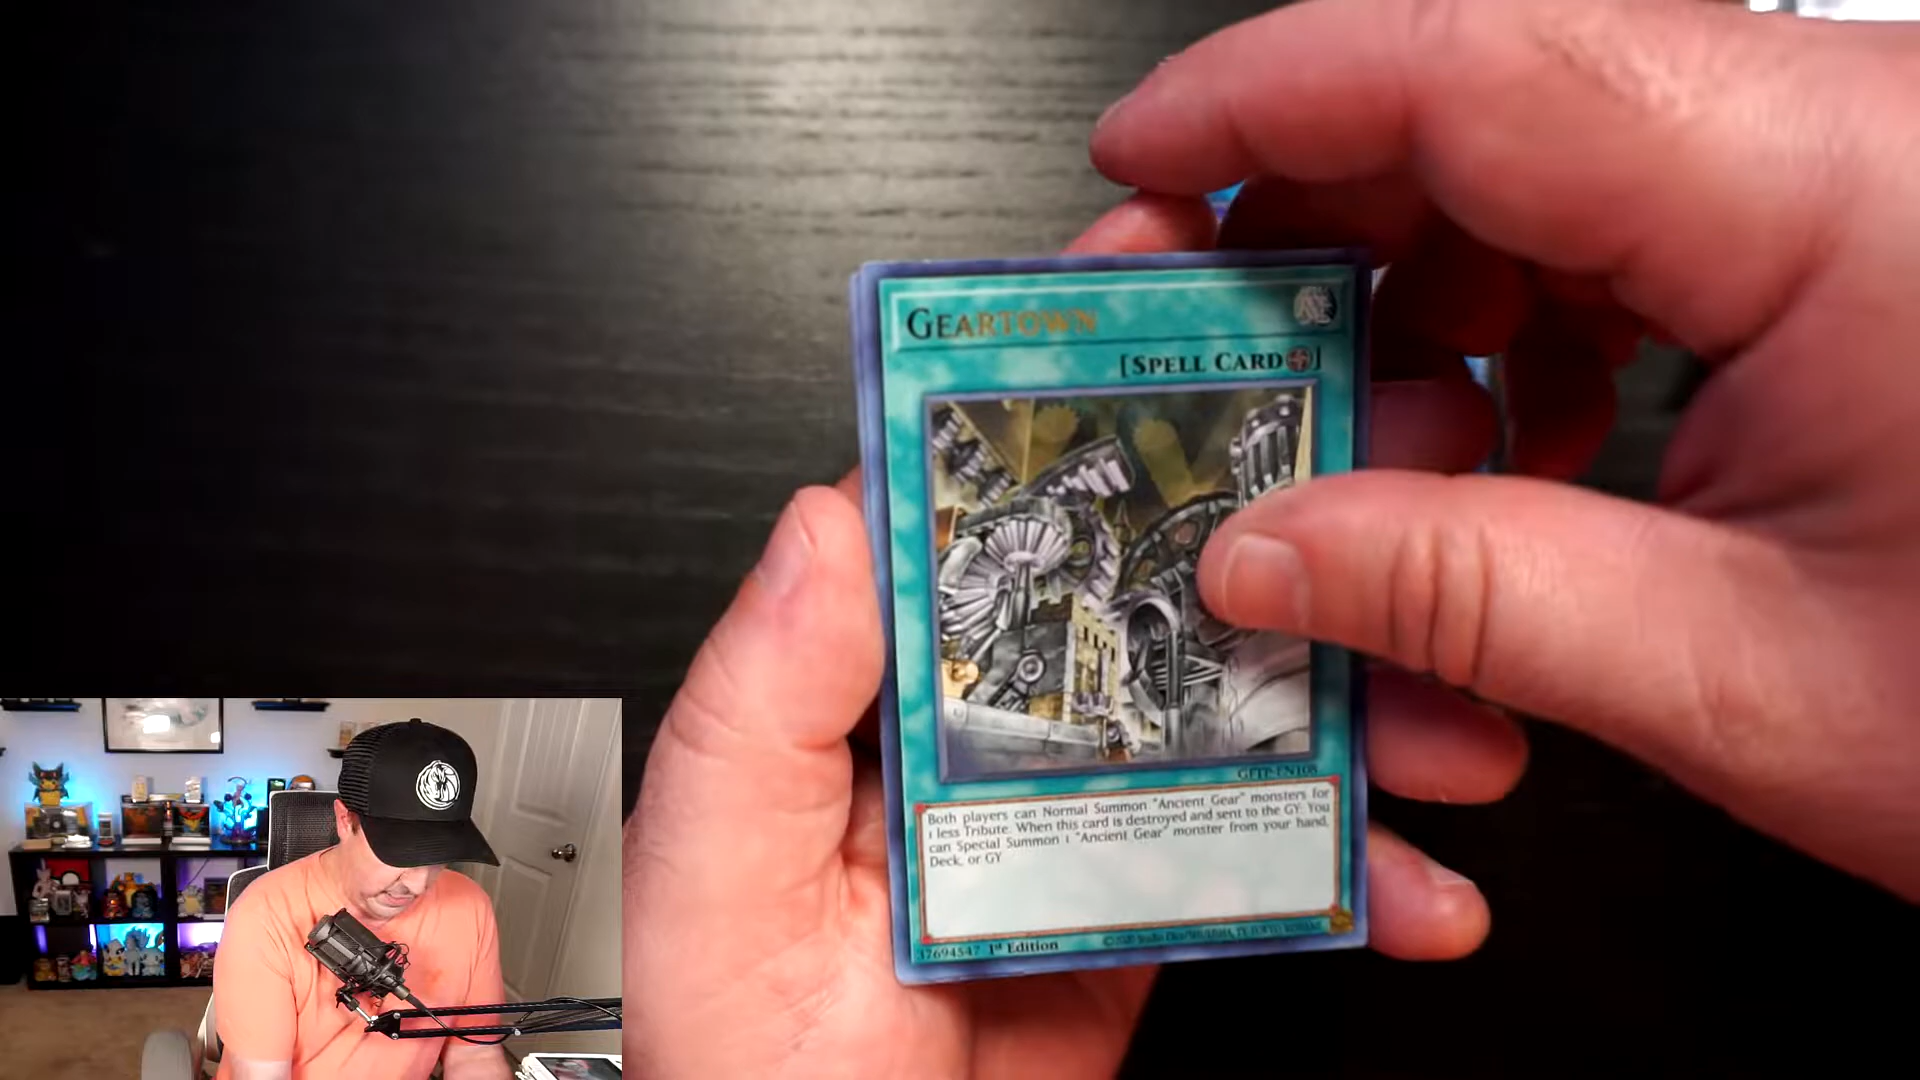 GEARTOWN
[SPELL CARD]
GFTP-EN108
Both players can Normal Summon "Ancient Gear" monsters for
1 less Tribute. When this card is destroyed and sent to the GY: You
can Special Summon 1 "Ancient Gear" monster from your hand,
Deck, or GY
37694547 1st Edition